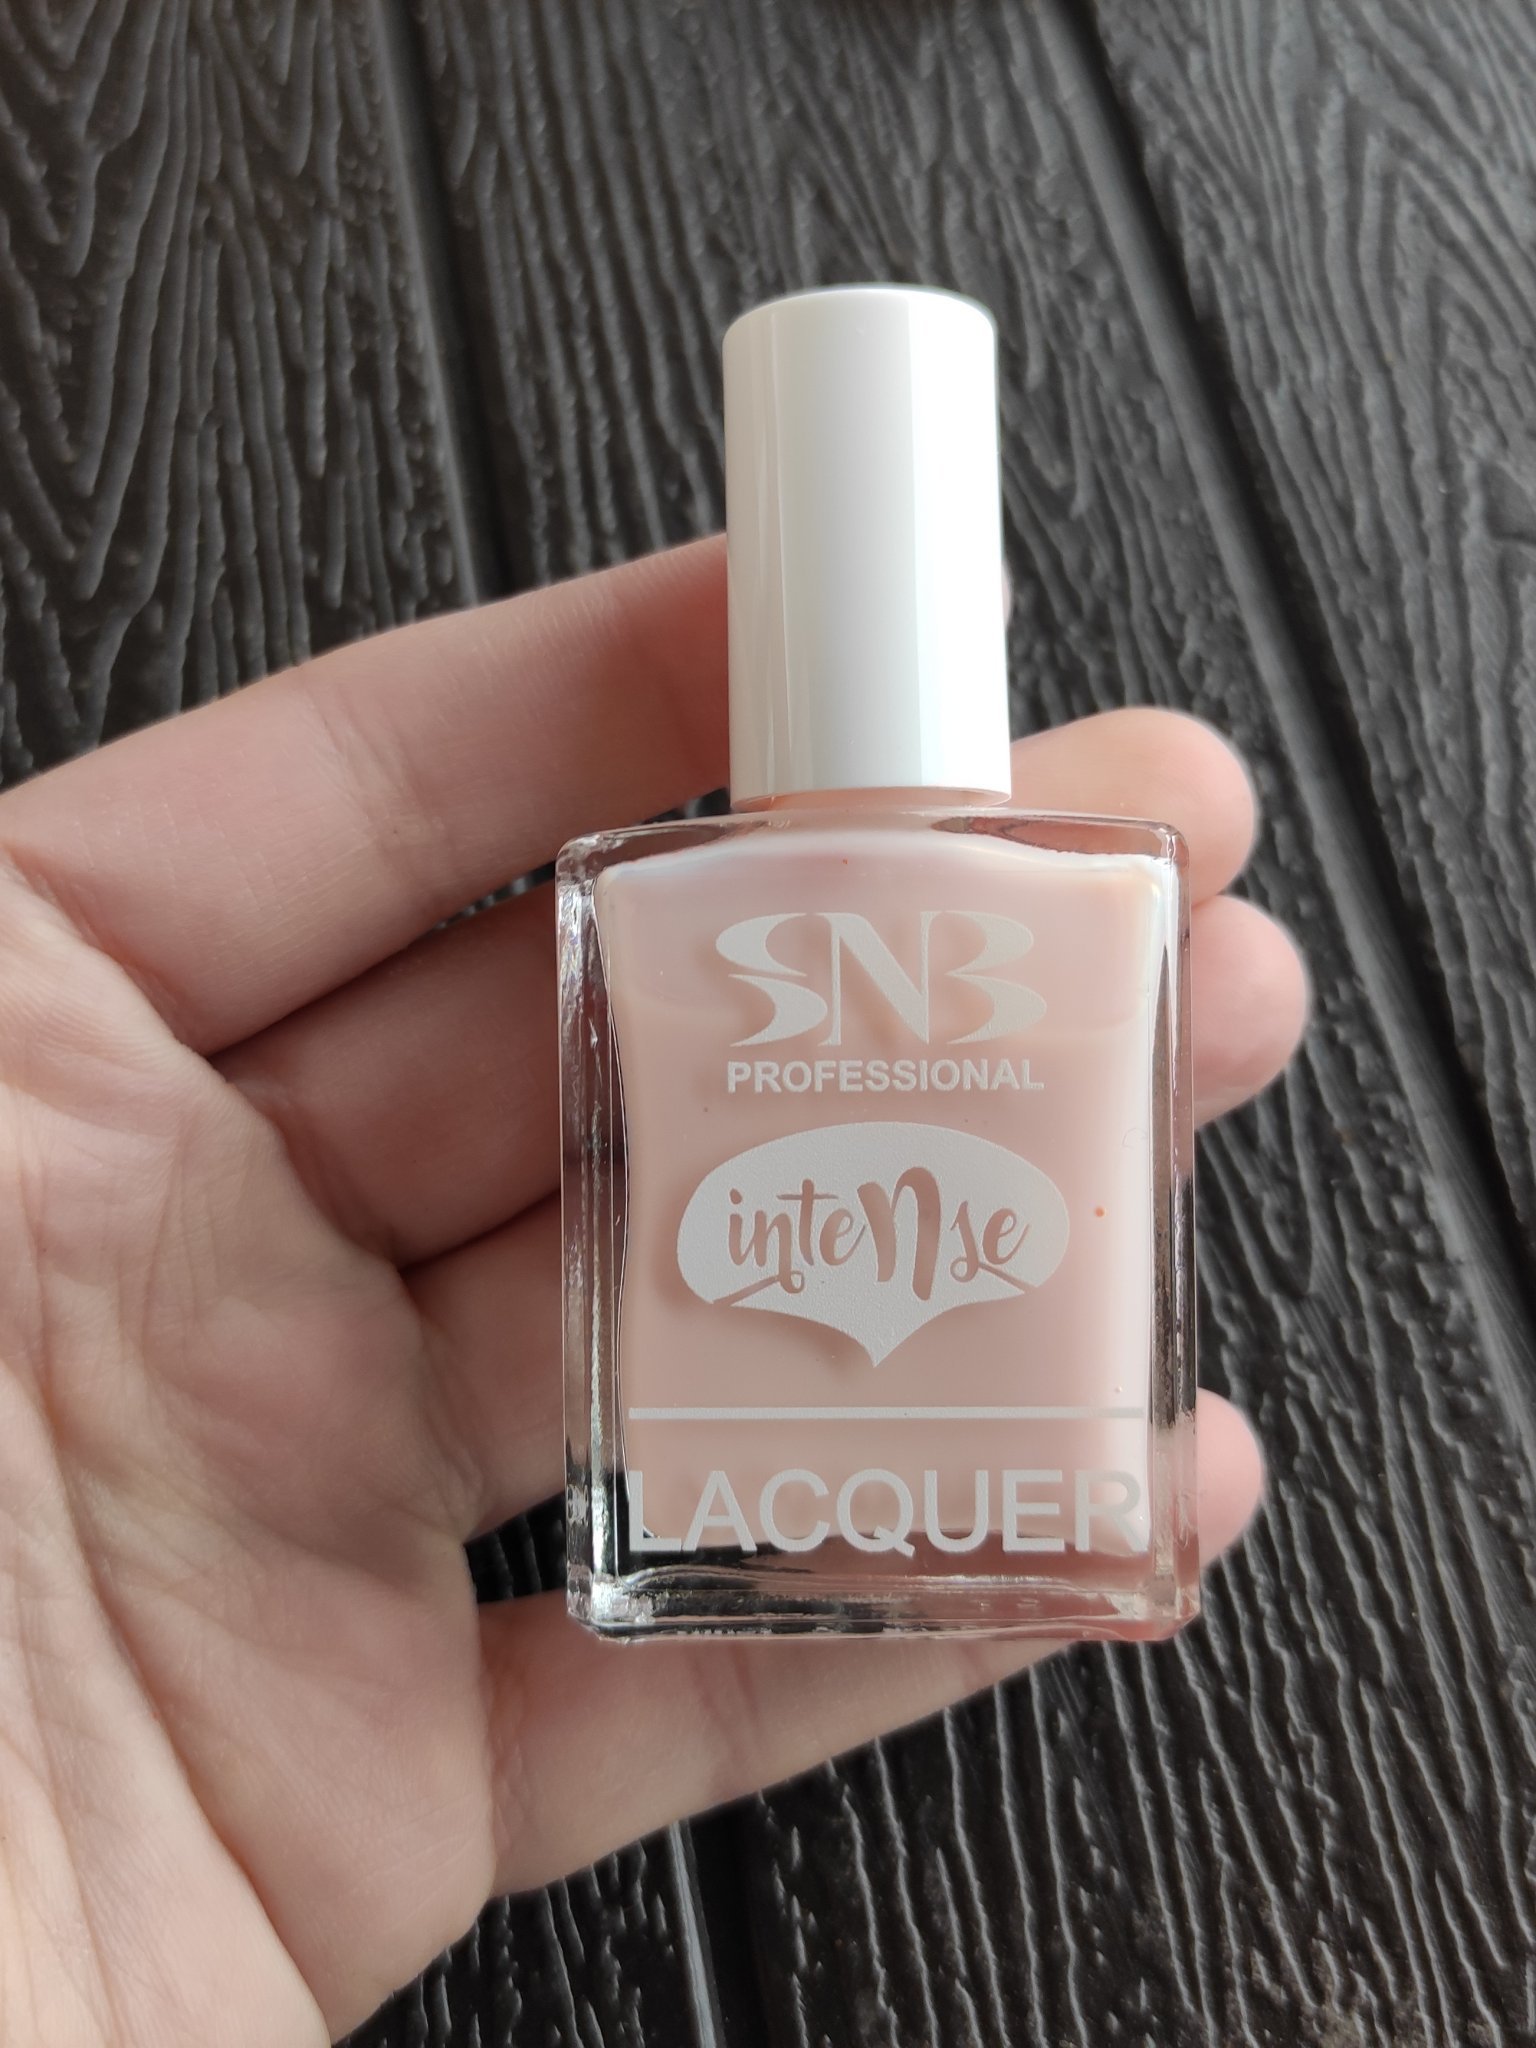 SNB
PROFESSIONAL
inteNse
LACQUER